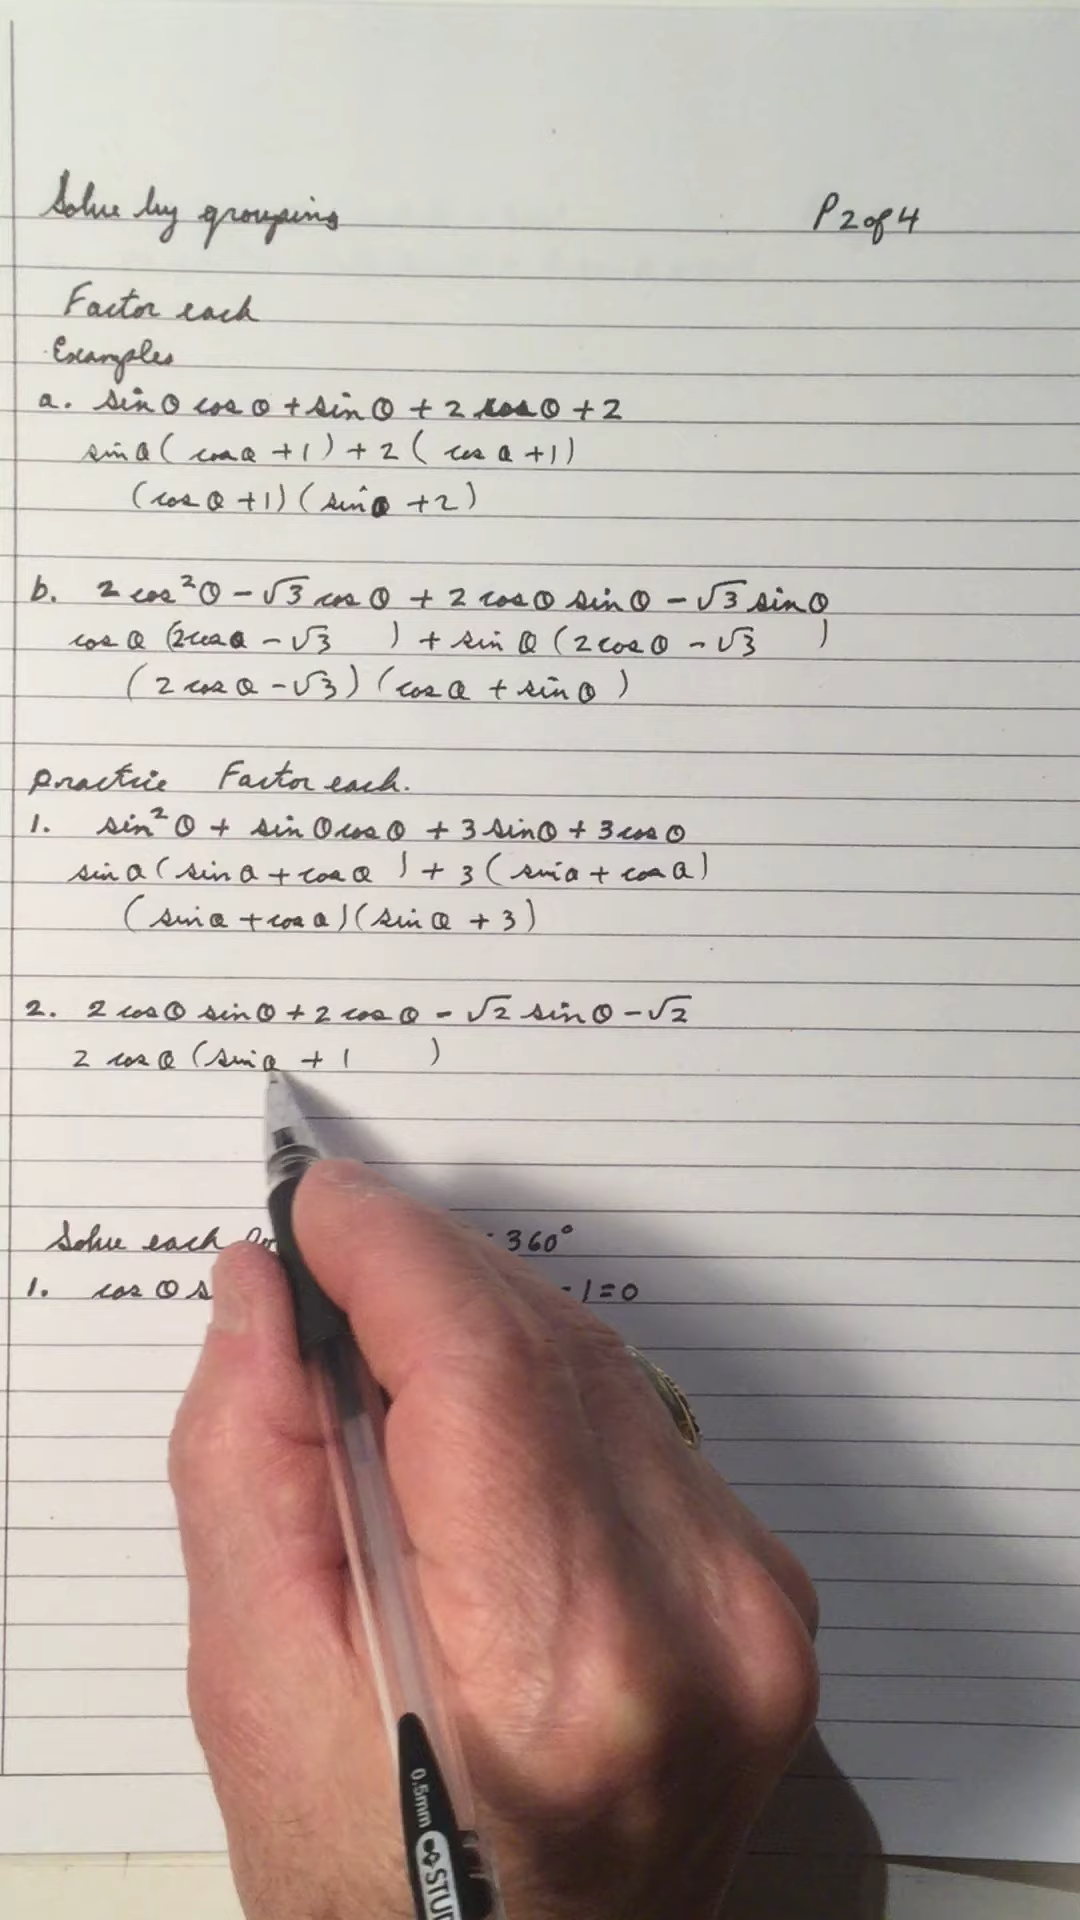 Solve by grouping P 2 of 4
Factor each
Examples
a. sin θ cos θ + sin θ + 2 cos θ + 2
sin θ ( cos θ + 1 ) + 2 ( cos θ + 1 )
( cos θ + 1 ) ( sin θ + 2 )
b. 2 cos² θ - √3 cos θ + 2 cos θ sin θ - √3 sin θ
cos θ ( 2 cos θ - √3 ) + sin θ ( 2 cos θ - √3 )
( 2 cos θ - √3 ) ( cos θ + sin θ )
Practice Factor each.
1. sin² θ + sin θ cos θ + 3 sin θ + 3 cos θ
sin θ ( sin θ + cos θ ) + 3 ( sin θ + cos θ )
( sin θ + cos θ ) ( sin θ + 3 )
2. 2 cos θ sin θ + 2 cos θ - √2 sin θ - √2
2 cos θ ( sin θ + 1 )
Solve each 360°
1. cos θ s - 1 = 0
0.5mm STU